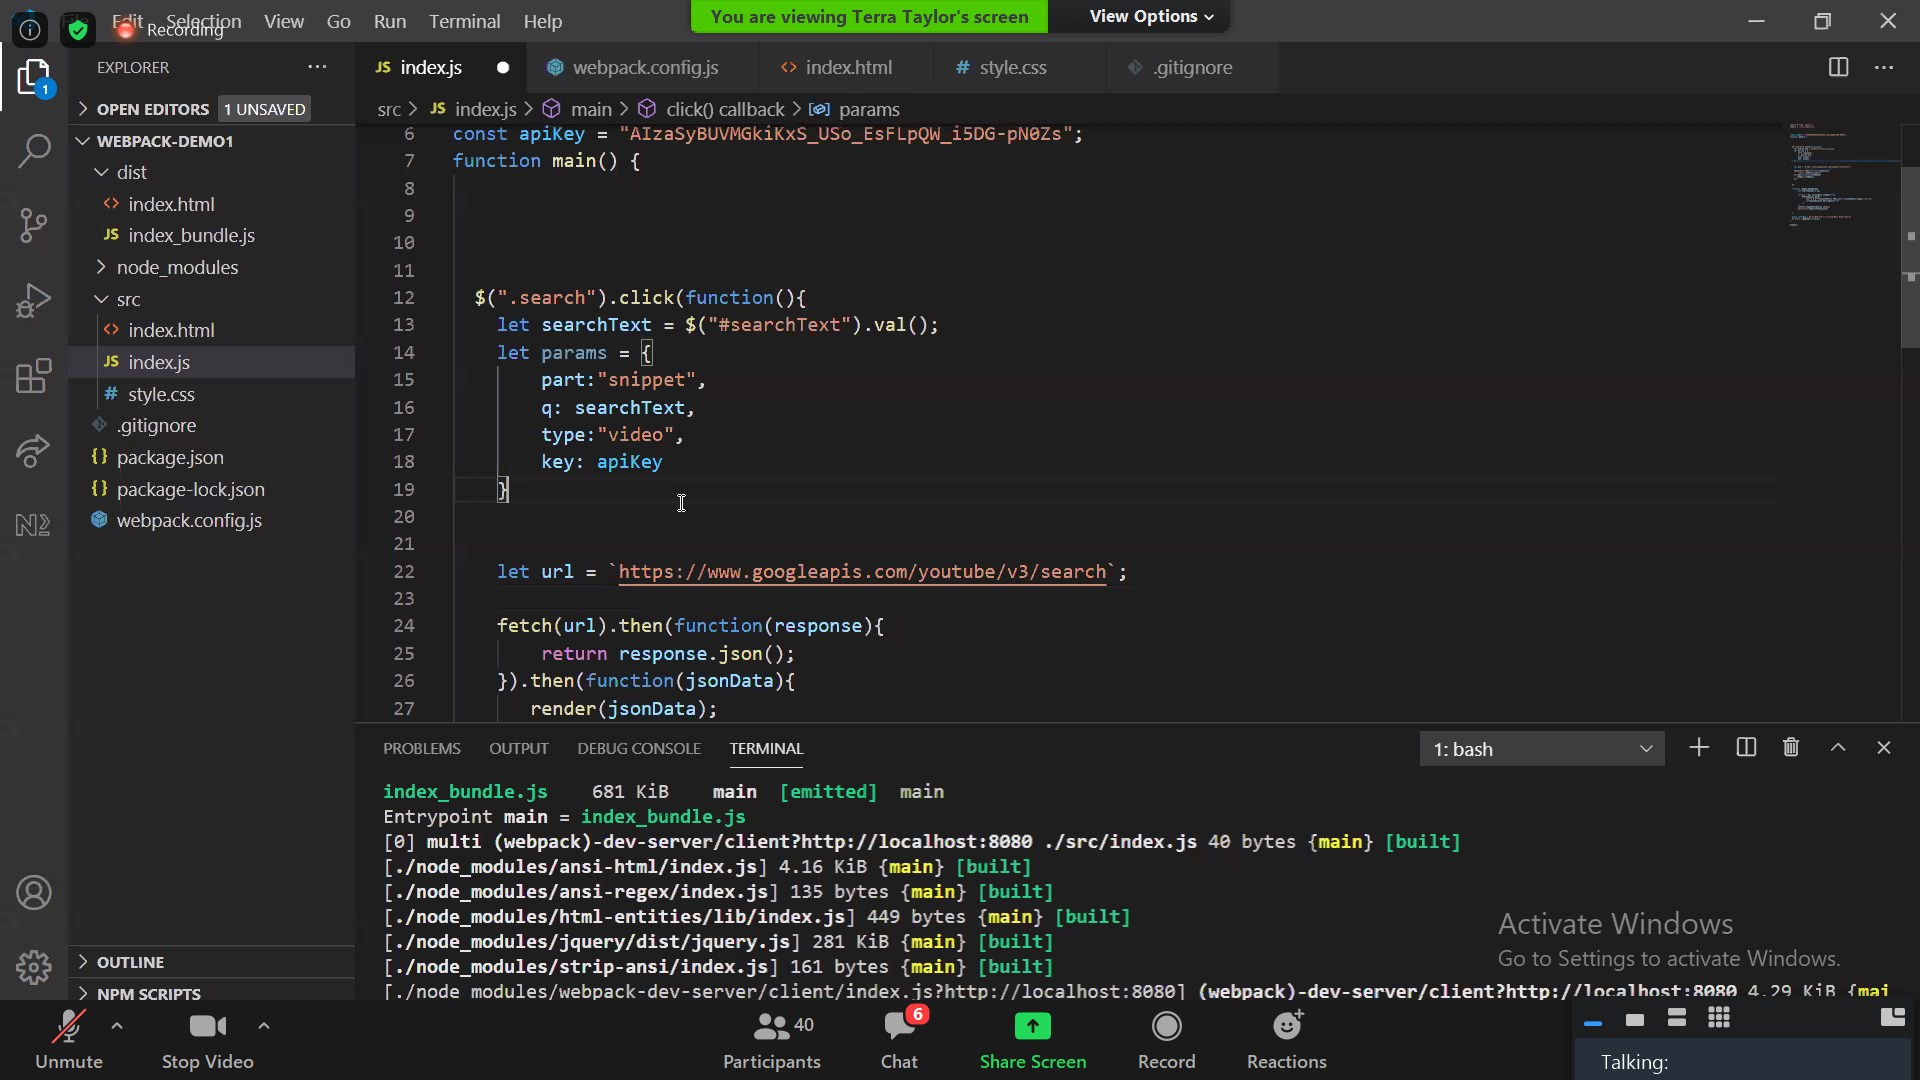 File Edit Selection View Go Run Terminal Help
Recording
You are viewing Terra Taylor's screen
View Options
EXPLORER
1
OPEN EDITORS 1 UNSAVED
WEBPACK-DEMO1
dist
index.html
JS index_bundle.js
node_modules
src
index.html
JS index.js
# style.css
.gitignore
{} package.json
{} package-lock.json
webpack.config.js
OUTLINE
NPM SCRIPTS
JS index.js
webpack.config.js
index.html
# style.css
.gitignore
src > JS index.js > main > click() callback > params
6 const apiKey = "AIzaSyBUVMGkiKxS_USo_EsFLpQW_i5DG-pN0Zs";
7 function main() {
8
9
10
11
12 $(".search").click(function(){
13 let searchText = $("#searchText").val();
14 let params = {
15 part:"snippet",
16 q: searchText,
17 type:"video",
18 key: apiKey
19 }
20
21
22 let url = `https://www.googleapis.com/youtube/v3/search`;
23
24 fetch(url).then(function(response){
25 return response.json();
26 }).then(function(jsonData){
27 render(jsonData);
PROBLEMS OUTPUT DEBUG CONSOLE TERMINAL
1: bash
index_bundle.js 681 KiB main [emitted] main
Entrypoint main = index_bundle.js
[0] multi (webpack)-dev-server/client?http://localhost:8080 ./src/index.js 40 bytes {main} [built]
[./node_modules/ansi-html/index.js] 4.16 KiB {main} [built]
[./node_modules/ansi-regex/index.js] 135 bytes {main} [built]
[./node_modules/html-entities/lib/index.js] 449 bytes {main} [built]
[./node_modules/jquery/dist/jquery.js] 281 KiB {main} [built]
[./node_modules/strip-ansi/index.js] 161 bytes {main} [built]
[./node_modules/webpack-dev-server/client/index.js?http://localhost:8080] (webpack)-dev-server/client?http://localhost:8080 4.29 KiB {mai
Activate Windows
Go to Settings to activate Windows.
Unmute
Stop Video
40
Participants
6
Chat
Share Screen
Record
Reactions
Talking: